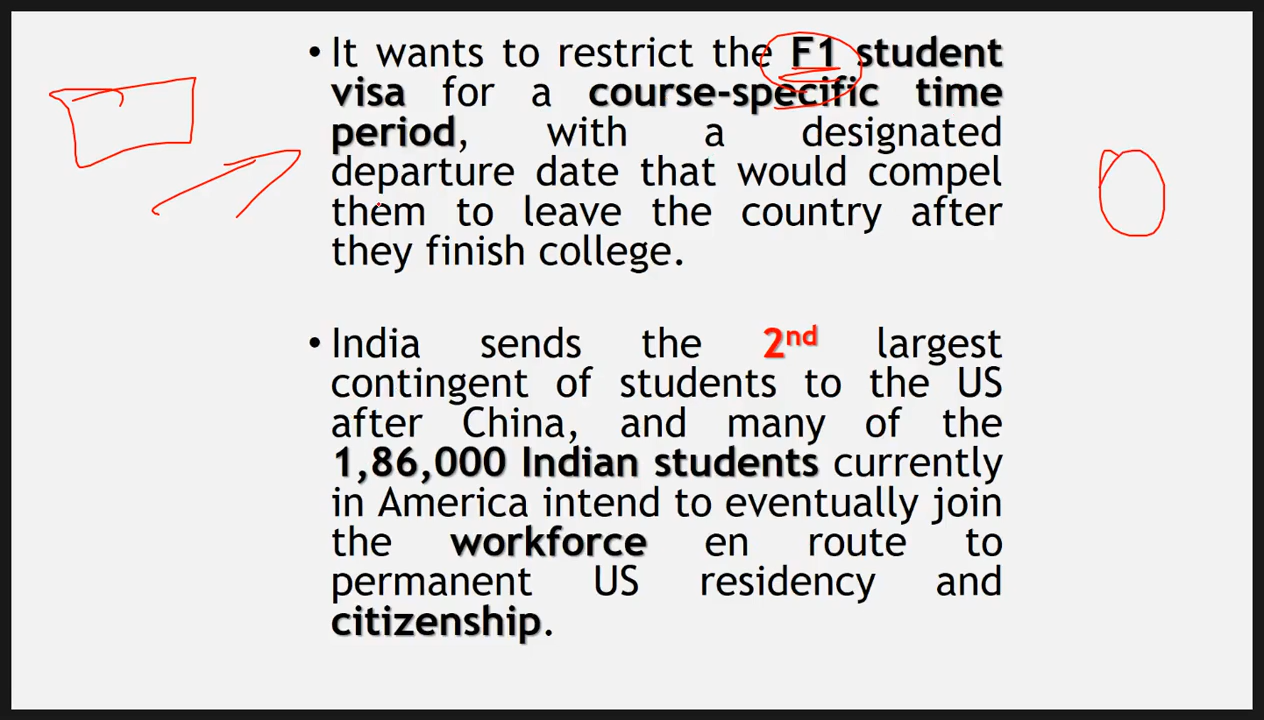 • It wants to restrict the F1 student
visa for a course-specific time
period, with a designated
departure date that would compel
them to leave the country after
they finish college.
• India sends the 2nd largest
contingent of students to the US
after China, and many of the
1,86,000 Indian students currently
in America intend to eventually join
the workforce en route to
permanent US residency and
citizenship.